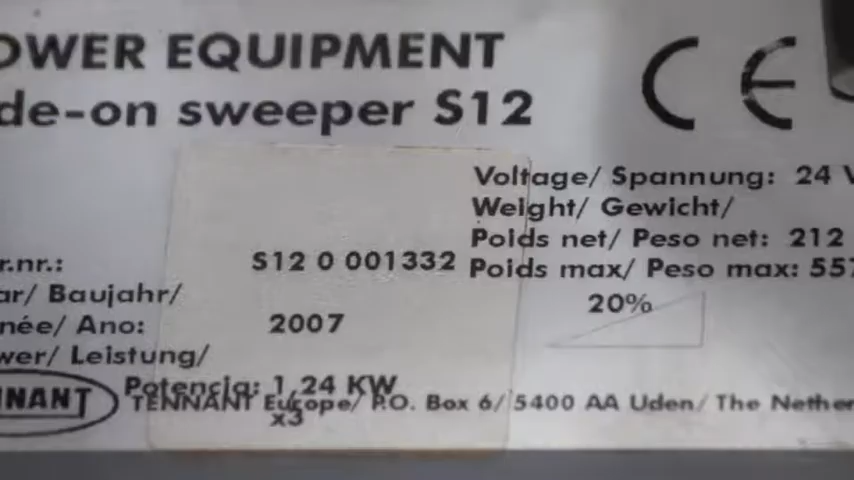 OWER EQUIPMENT
de-on sweeper S12
CE
Voltage/ Spannung: 24 V
Weight/ Gewicht/
Poids net/ Peso net: 212
r.nr.: S12 0 001332 Poids max/ Peso max: 557
ar/ Baujahr/
20%
née/ Ano: 2007
wer/ Leistung/
Potencia: 1,24 KW
NNANT TENNANT Europe/ P.O. Box 6/ 5400 AA Uden/ The Nether
x3